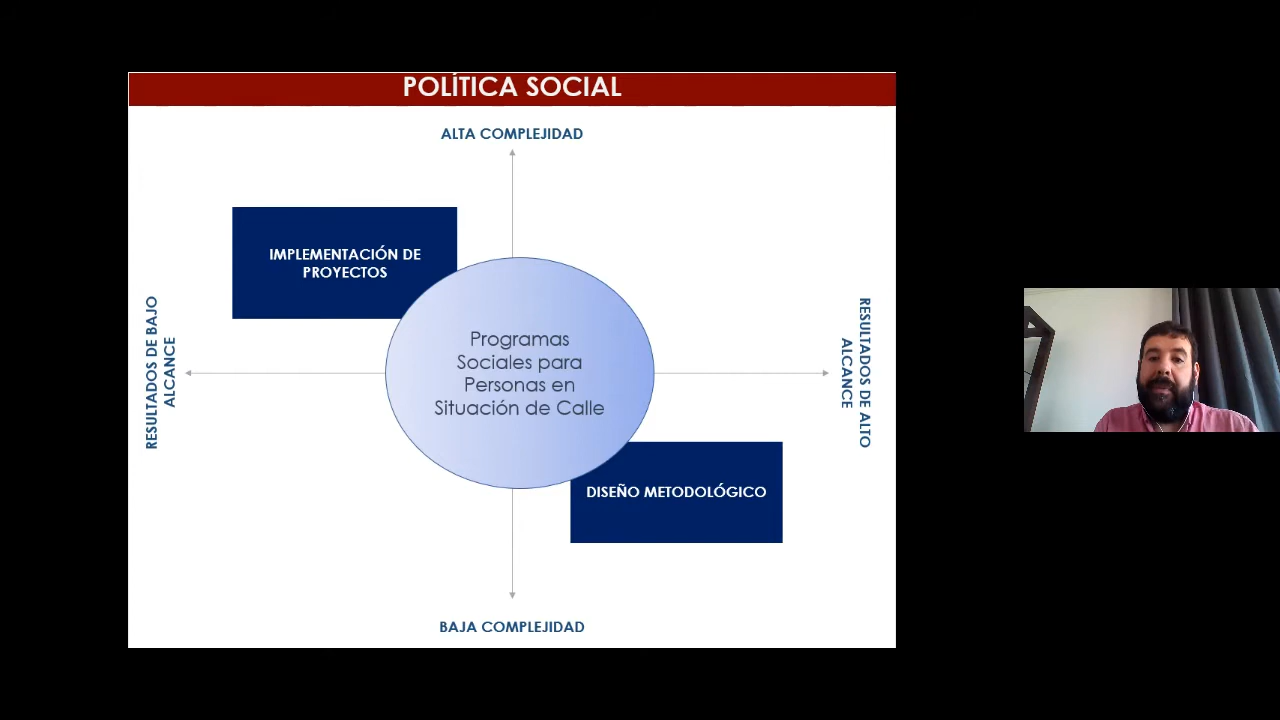 POLÍTICA SOCIAL
ALTA COMPLEJIDAD
IMPLEMENTACIÓN DE
PROYECTOS
RESULTADOS DE BAJO
ALCANCE
Programas
Sociales para
Personas en
Situación de Calle
RESULTADOS DE ALTO
ALCANCE
DISEÑO METODOLÓGICO
BAJA COMPLEJIDAD